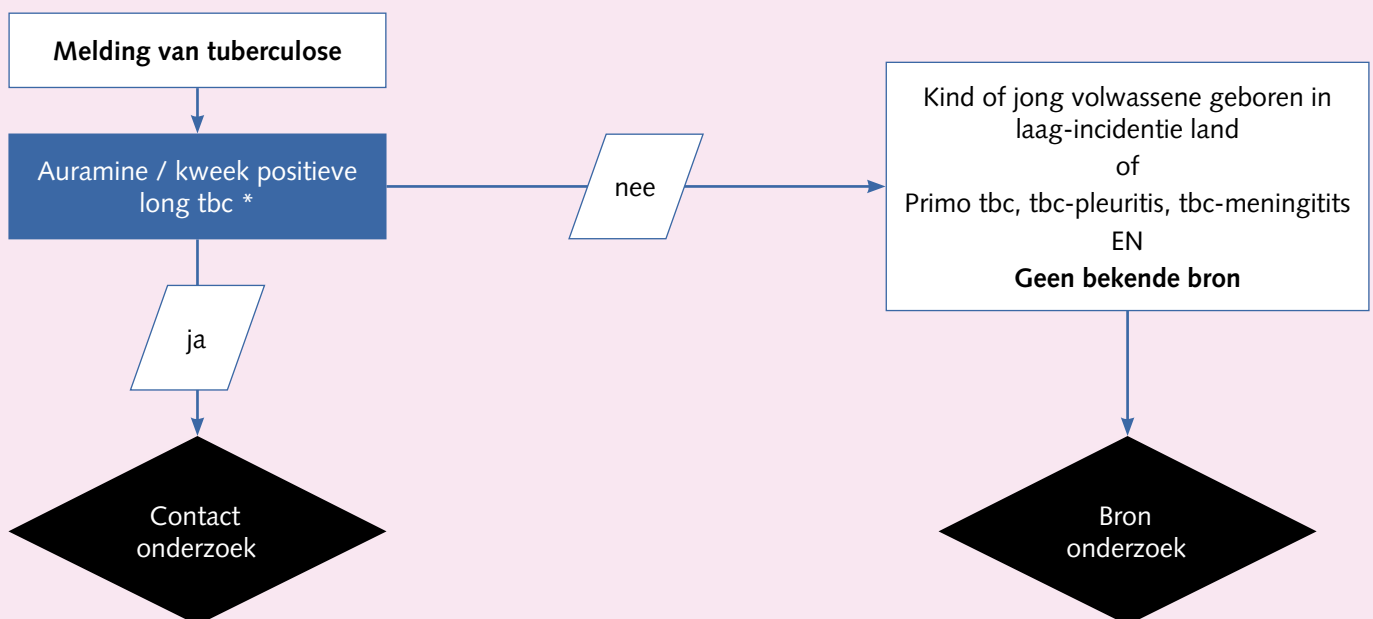 Melding van tuberculose
Auramine / kweek positieve
long tbc *
nee
Kind of jong volwassene geboren in
laag-incidentie land
of
Primo tbc, tbc-pleuritis, tbc-meningitits
EN
Geen bekende bron
ja
Contact
onderzoek
Bron
onderzoek